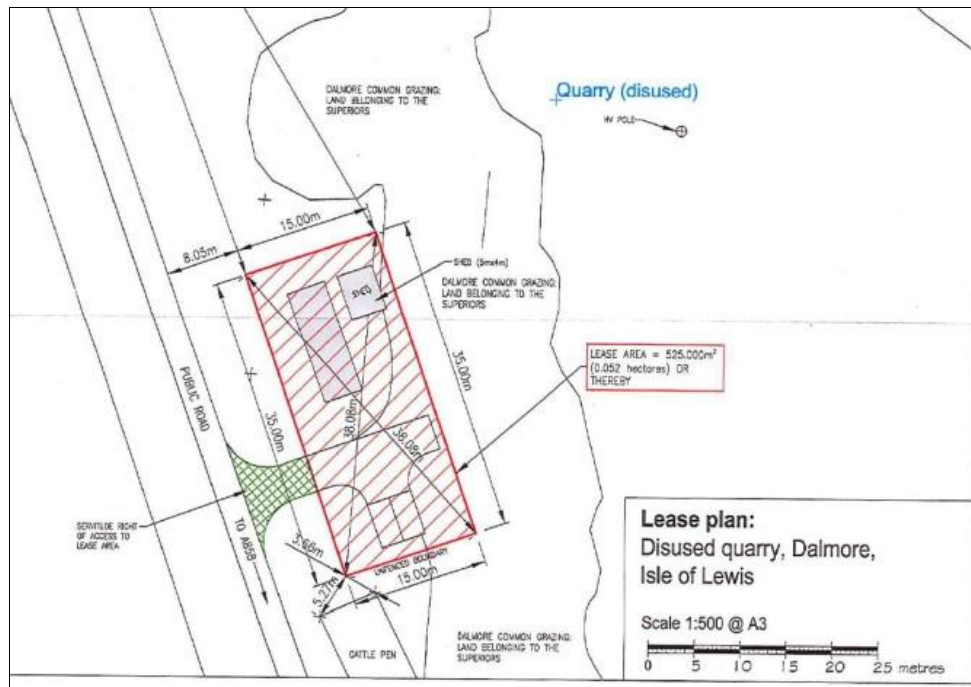 DALMORE COMMON GRAZING:
LAND BELONGING TO THE
SUPERIORS
Quarry (disused)
HV POLE
15.00m
8.05m
SHED (5mx4m)
SHED
DALMORE COMMON GRAZING:
LAND BELONGING TO THE
SUPERIORS
LEASE AREA = 525.000m²
(0.052 hectares) OR
THEREBY
PUBLIC ROAD
35.00m
35.00m
38.08m
38.08m
SERVITUDE RIGHT
OF ACCESS TO
LEASE AREA
TO A858
3.66m
UNFENCED BOUNDARY
15.00m
5.27m
CATTLE PEN
DALMORE COMMON GRAZING:
LAND BELONGING TO THE
SUPERIORS
Lease plan:
Disused quarry, Dalmore,
Isle of Lewis
Scale 1:500 @ A3
0 5 10 15 20 25 metres